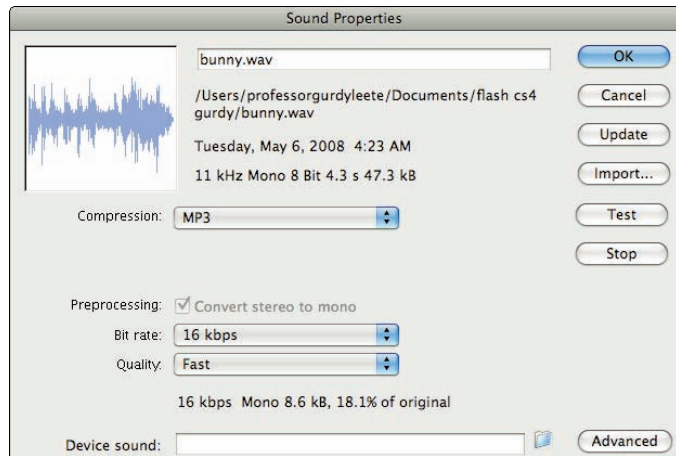 Sound Properties
bunny.wav
OK
/Users/professorgurdyleete/Documents/flash cs4
gurdy/bunny.wav
Cancel
Tuesday, May 6, 2008 4:23 AM
Update
11 kHz Mono 8 Bit 4.3 s 47.3 kB
Import...
Compression: MP3
Test
Stop
Preprocessing: Convert stereo to mono
Bit rate: 16 kbps
Quality: Fast
16 kbps Mono 8.6 kB, 18.1% of original
Device sound:
Advanced